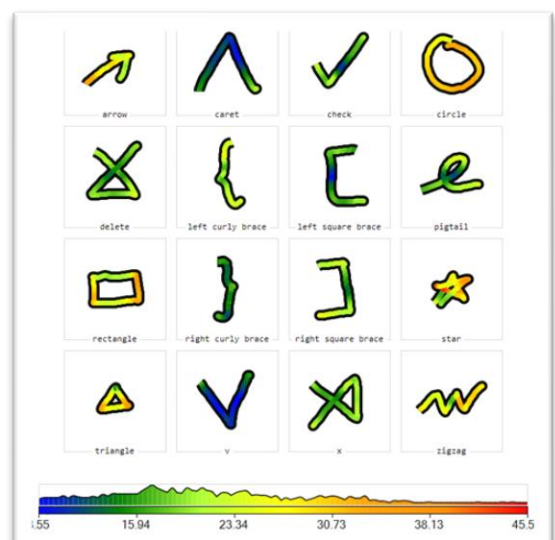 arrow caret check circle
delete left curly brace left square brace pigtail
rectangle right curly brace right square brace star
triangle v x zigzag
.55 15.94 23.34 30.73 38.13 45.5